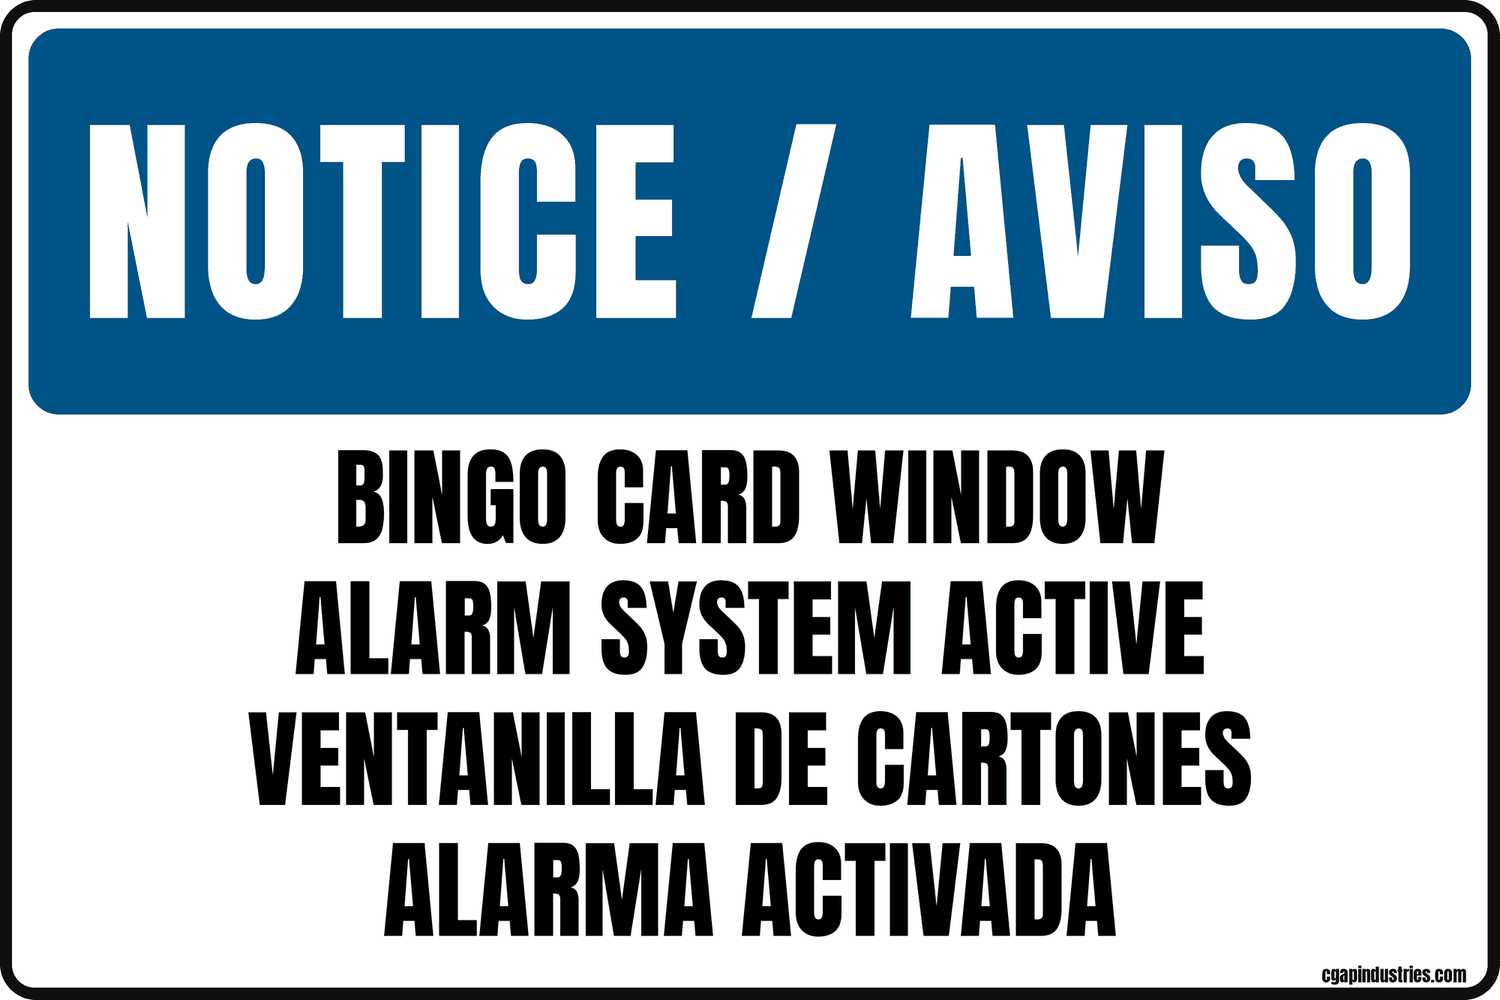 NOTICE / AVISO
BINGO CARD WINDOW
ALARM SYSTEM ACTIVE
VENTANILLA DE CARTONES
ALARMA ACTIVADA
cgapindustries.com